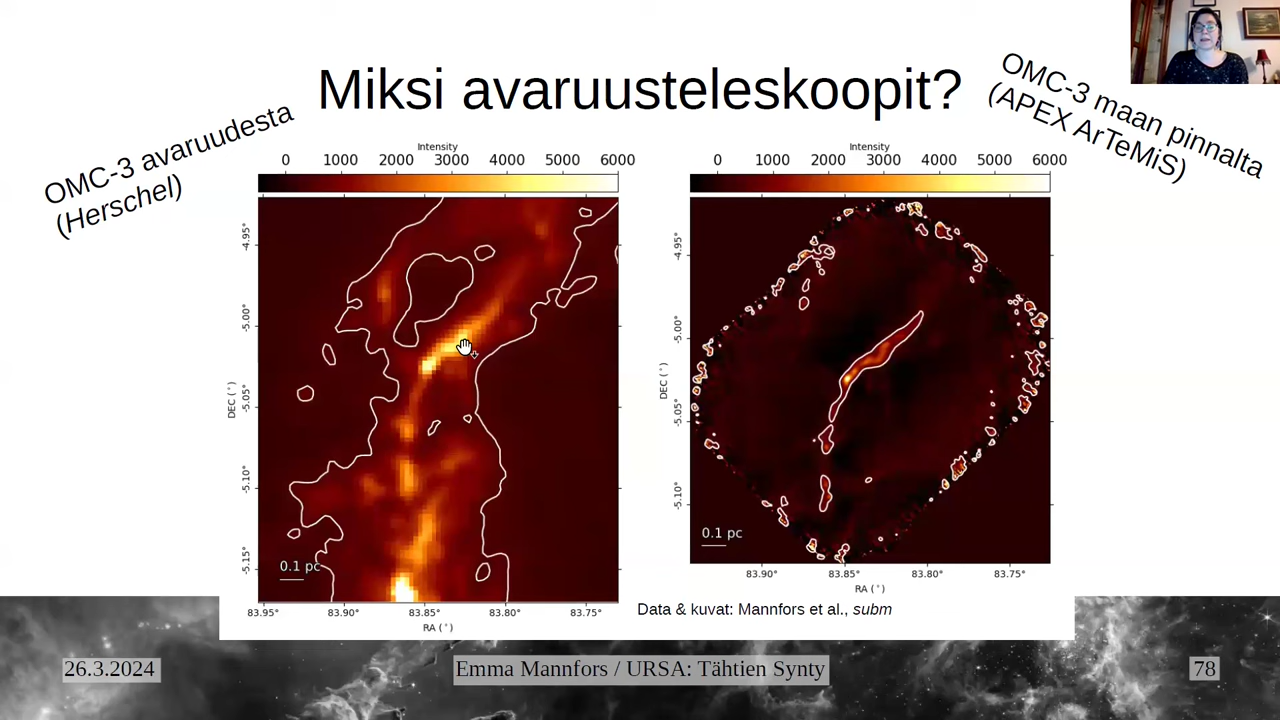 Miksi avaruusteleskoopit?
OMC-3 avaruudesta
(Herschel)
OMC-3 maan pinnalta
(APEX ArTeMiS)
Intensity
0 1000 2000 3000 4000 5000 6000
DEC (°)
-4.95°
-5.00°
-5.05°
-5.10°
-5.15°
0.1 pc
83.95° 83.90° 83.85° 83.80° 83.75°
RA (°)
Intensity
0 1000 2000 3000 4000 5000 6000
DEC (°)
-4.95°
-5.00°
-5.05°
-5.10°
0.1 pc
83.90° 83.85° 83.80° 83.75°
RA (°)
Data & kuvat: Mannfors et al., subm
26.3.2024
Emma Mannfors / URSA: Tähtien Synty
78